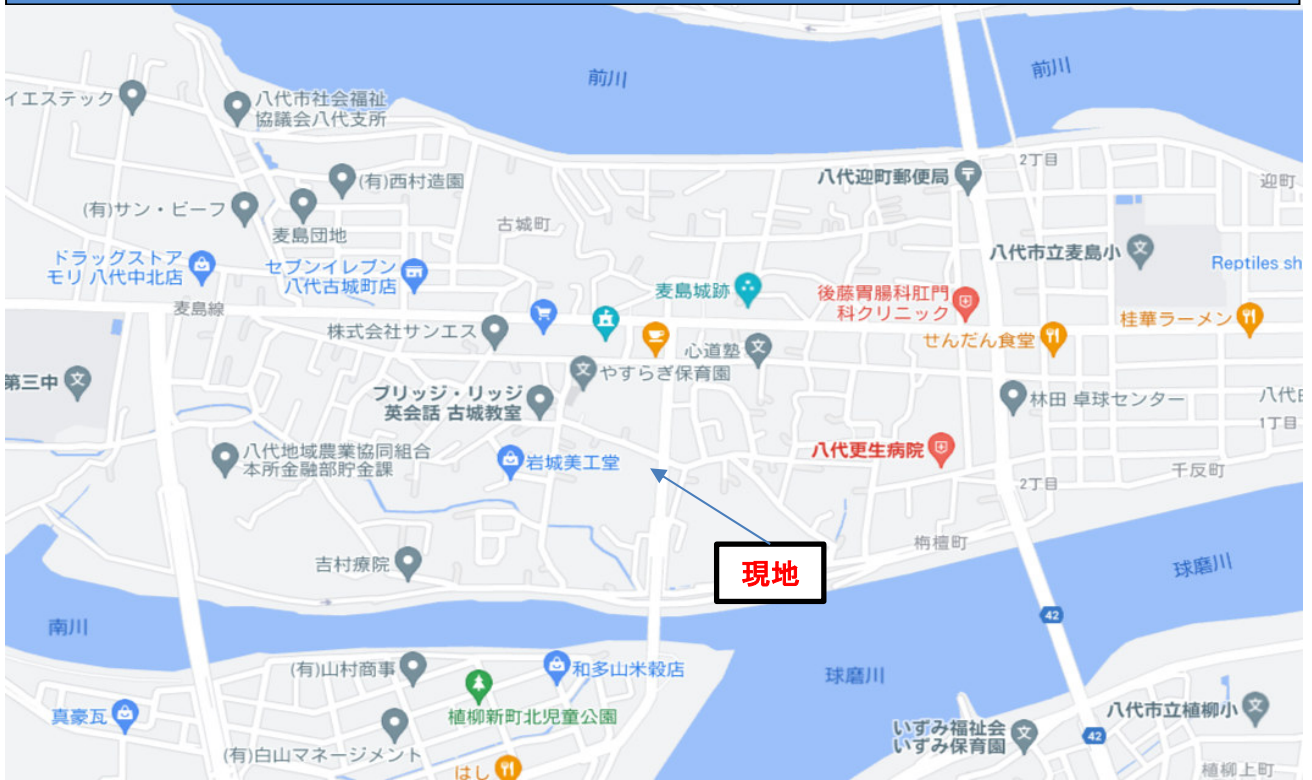 前川
前川
イエステック
八代市社会福祉
協議会八代支所
2丁目
(有)西村造園
八代迎町郵便局
迎町
(有)サン・ビーフ
古城町
麦島団地
八代市立麦島小
ドラッグストア
モリ 八代中北店
セブンイレブン
八代古城町店
Reptiles sh
麦島城跡
後藤胃腸科肛門
科クリニック
麦島線
桂華ラーメン
株式会社サンエス
せんだん食堂
心道塾
やすらぎ保育園
第三中
ブリッジ・リッジ
英会話 古城教室
林田 卓球センター
八代
1丁目
八代地域農業協同組合
本所金融部貯金課
岩城美工堂
八代更生病院
千反町
2丁目
栴檀町
吉村療院
現地
球磨川
42
南川
(有)山村商事
和多山米穀店
球磨川
真豪瓦
植柳新町北児童公園
八代市立植柳小
いずみ福祉会
いずみ保育園
42
(有)白山マネージメント
はし
植柳上町